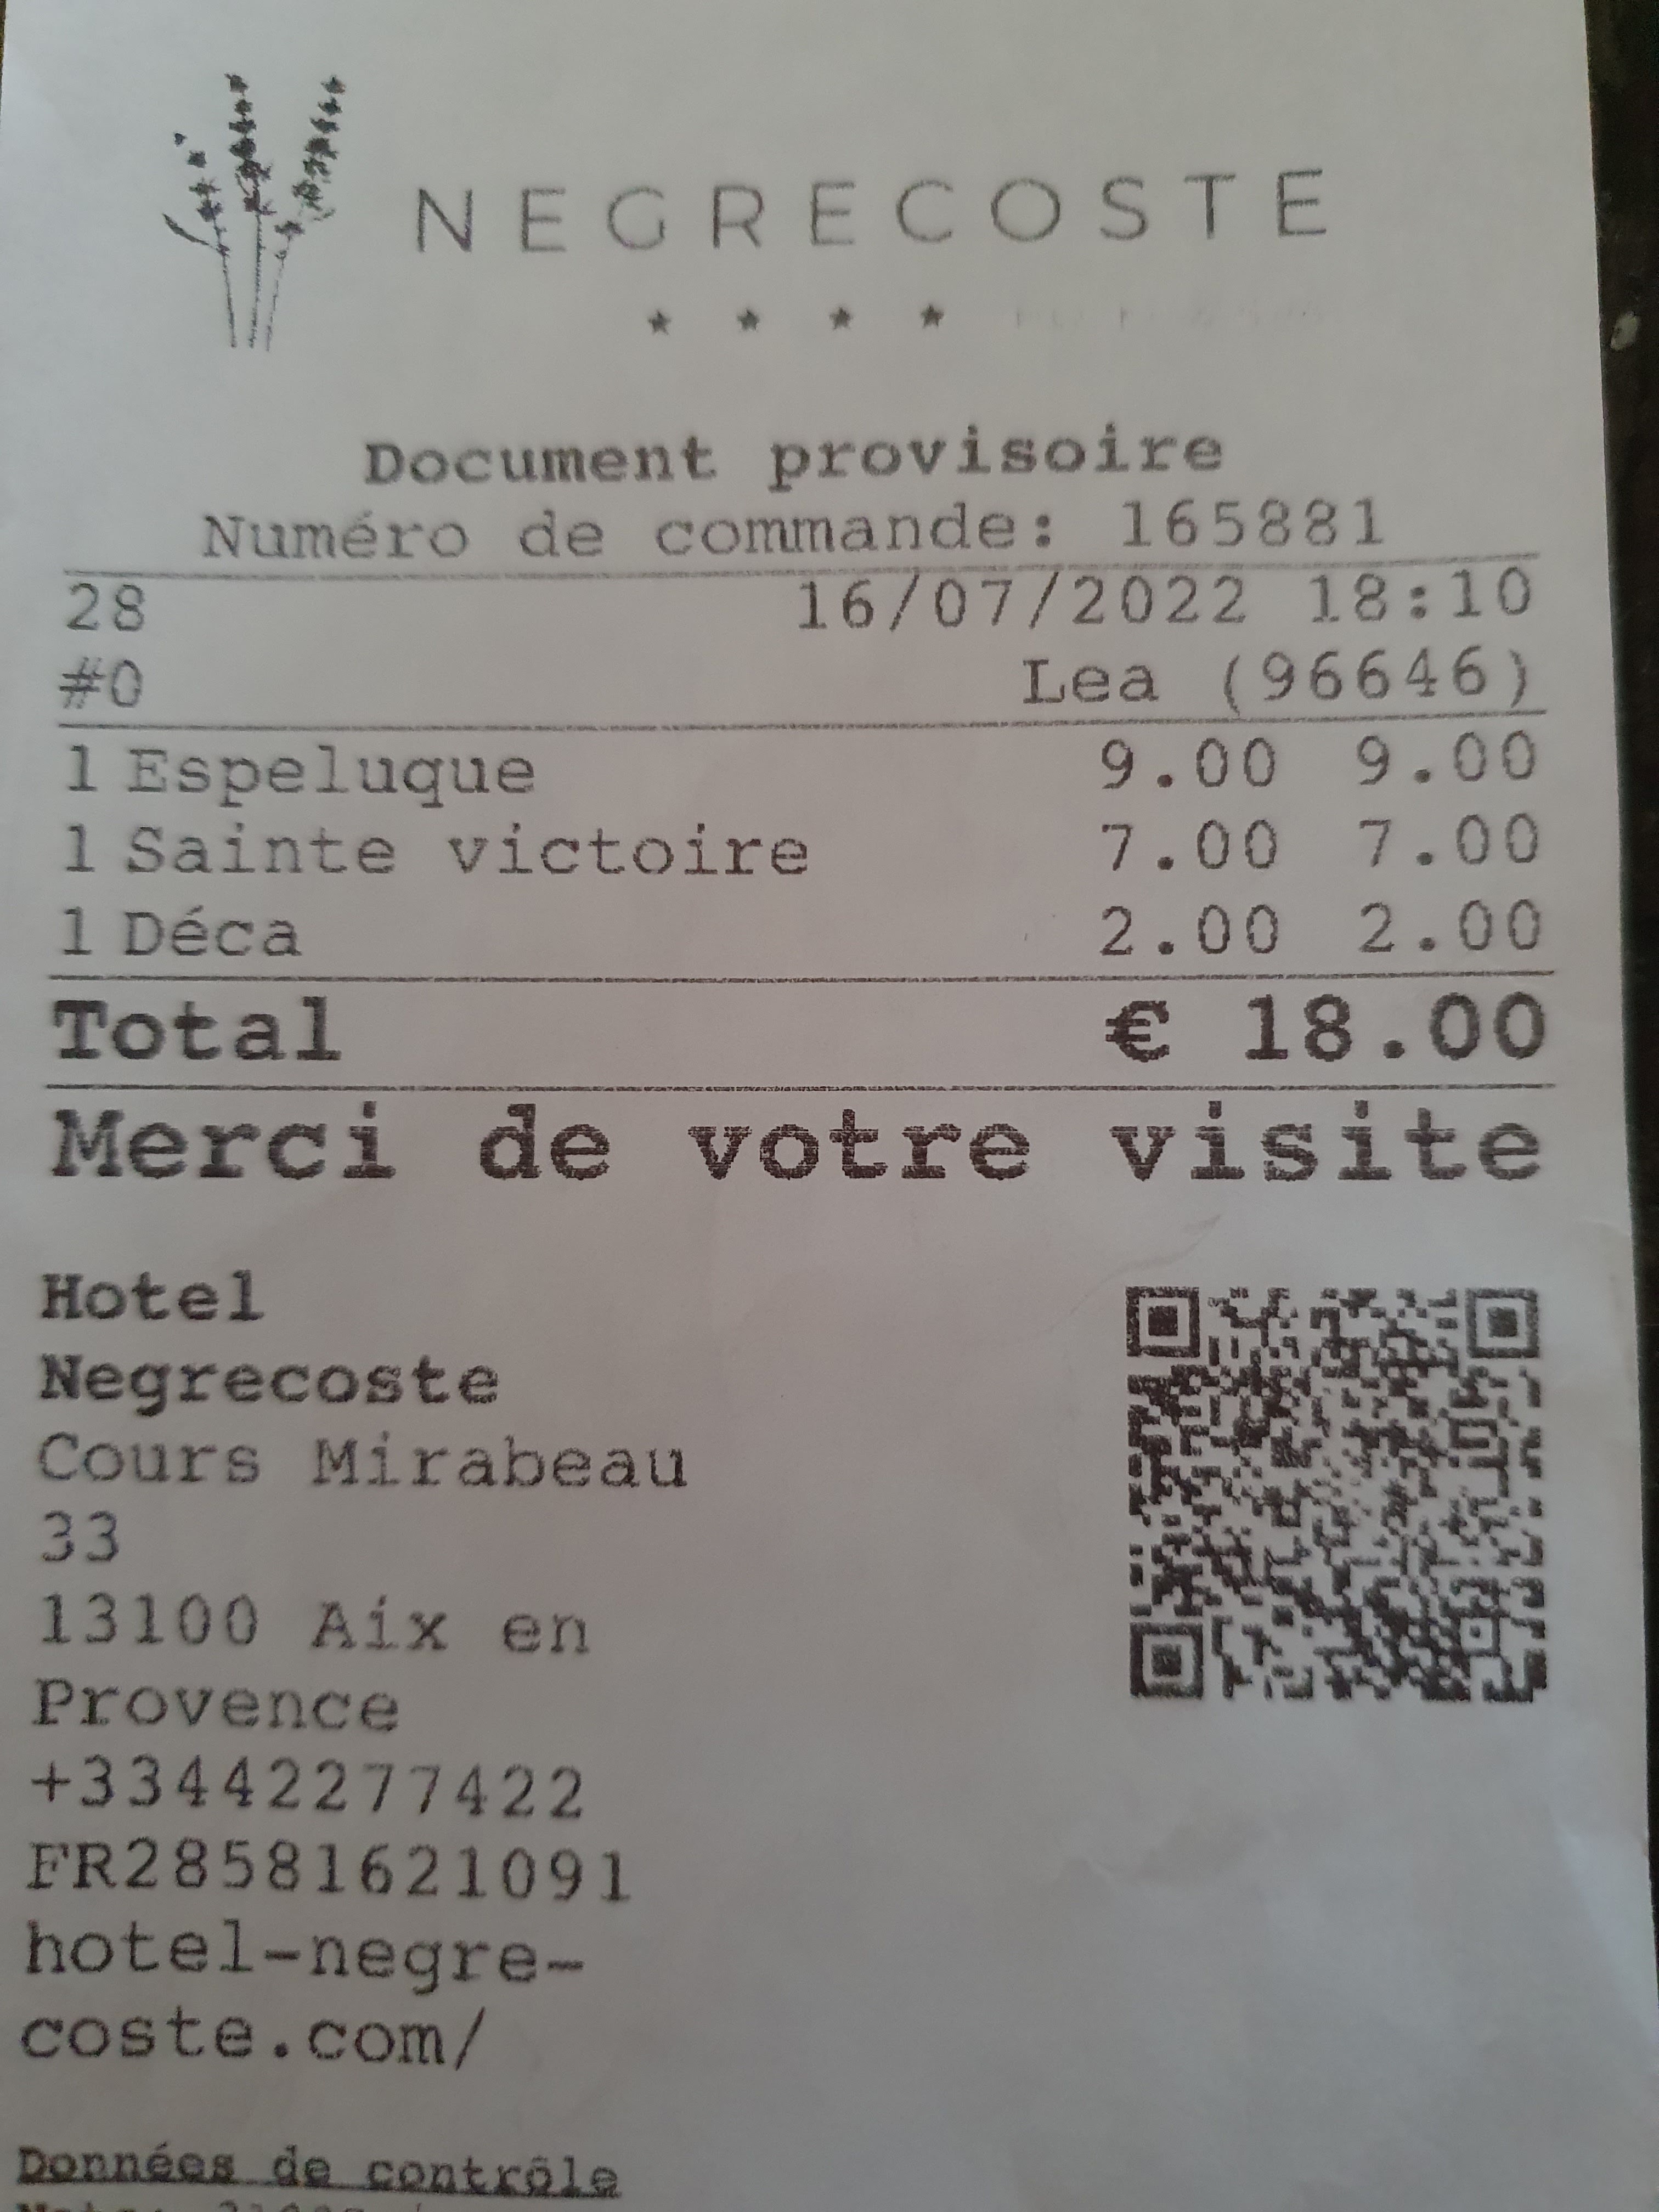 NEGRECOSTE
★ ★ ★ ★
Document provisoire
Numéro de commande: 165881
28 16/07/2022 18:10
#0 Lea (96646)
1 Espeluque 9.00 9.00
1 Sainte victoire 7.00 7.00
1 Déca 2.00 2.00
Total € 18.00
Merci de votre visite
Hotel
Negrecoste
Cours Mirabeau
33
13100 Aix en
Provence
+33442277422
FR28581621091
hotel-negre-
coste.com/
Données de contrôle